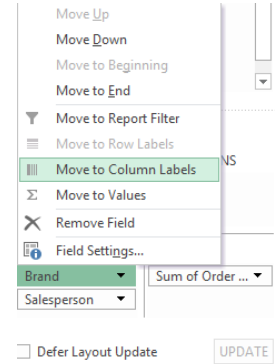 Move Up
Move Down
Move to Beginning
Move to End
Move to Report Filter
Move to Row Labels
NS
Move to Column Labels
Σ Move to Values
Remove Field
Field Settings...
Brand
Sum of Order ...
Salesperson
Defer Layout Update
UPDATE